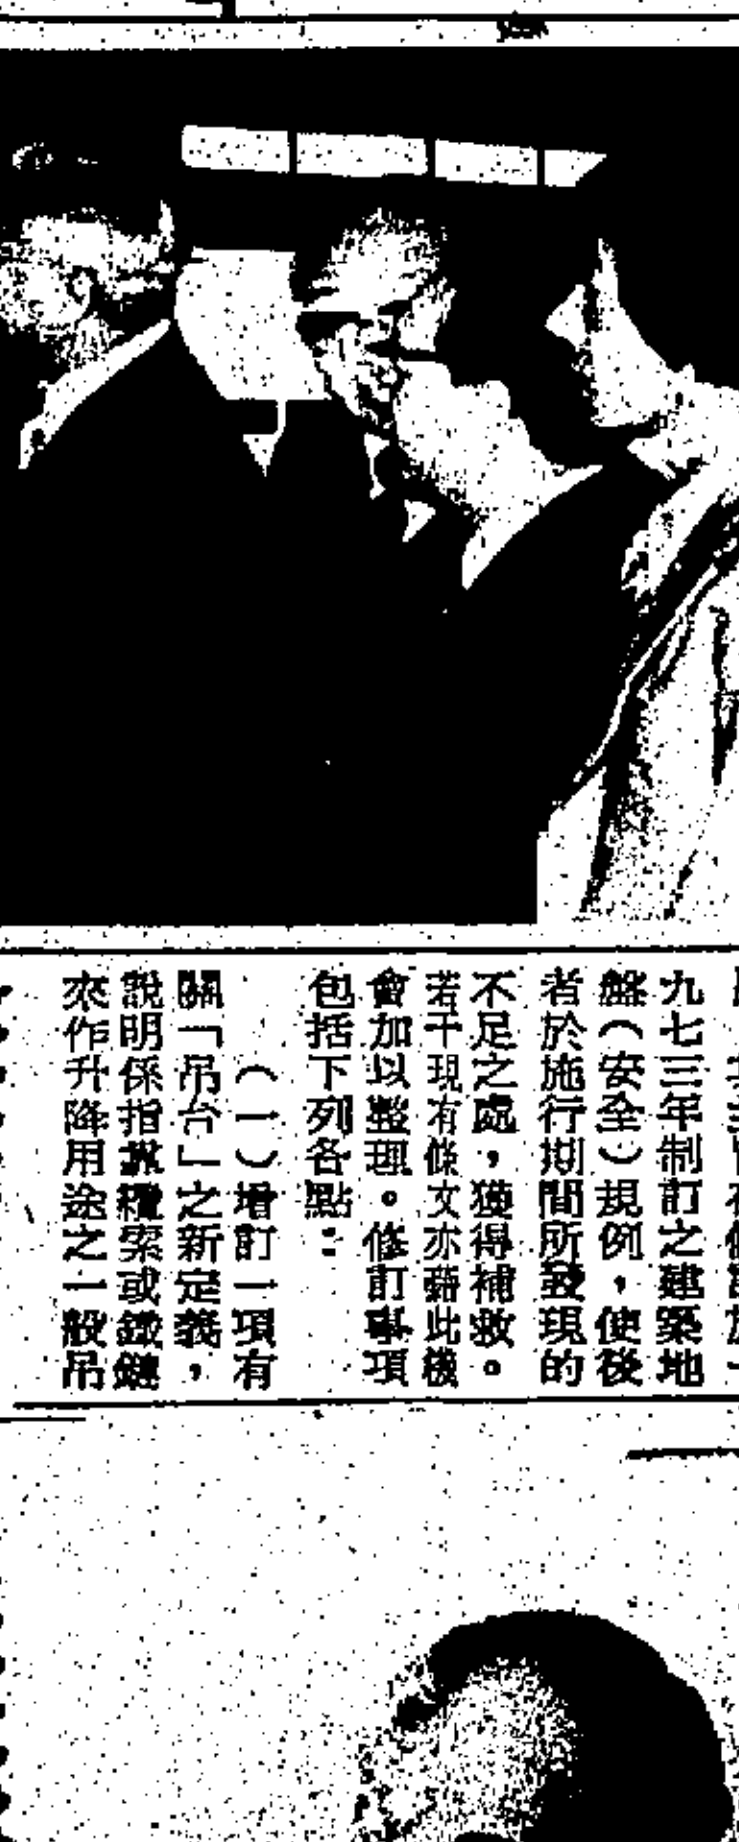 九七三年制訂之建築地
盤（安全）規例，使後
者於施行期間所發現的
不足之處，獲得補救。
若干現有條文亦藉此機
會加以整理。修訂事項
包括下列各點：
（一）增訂一項有
關「吊台」之新定義，
說明係指纜索或鍊
來作升降用途之一般吊